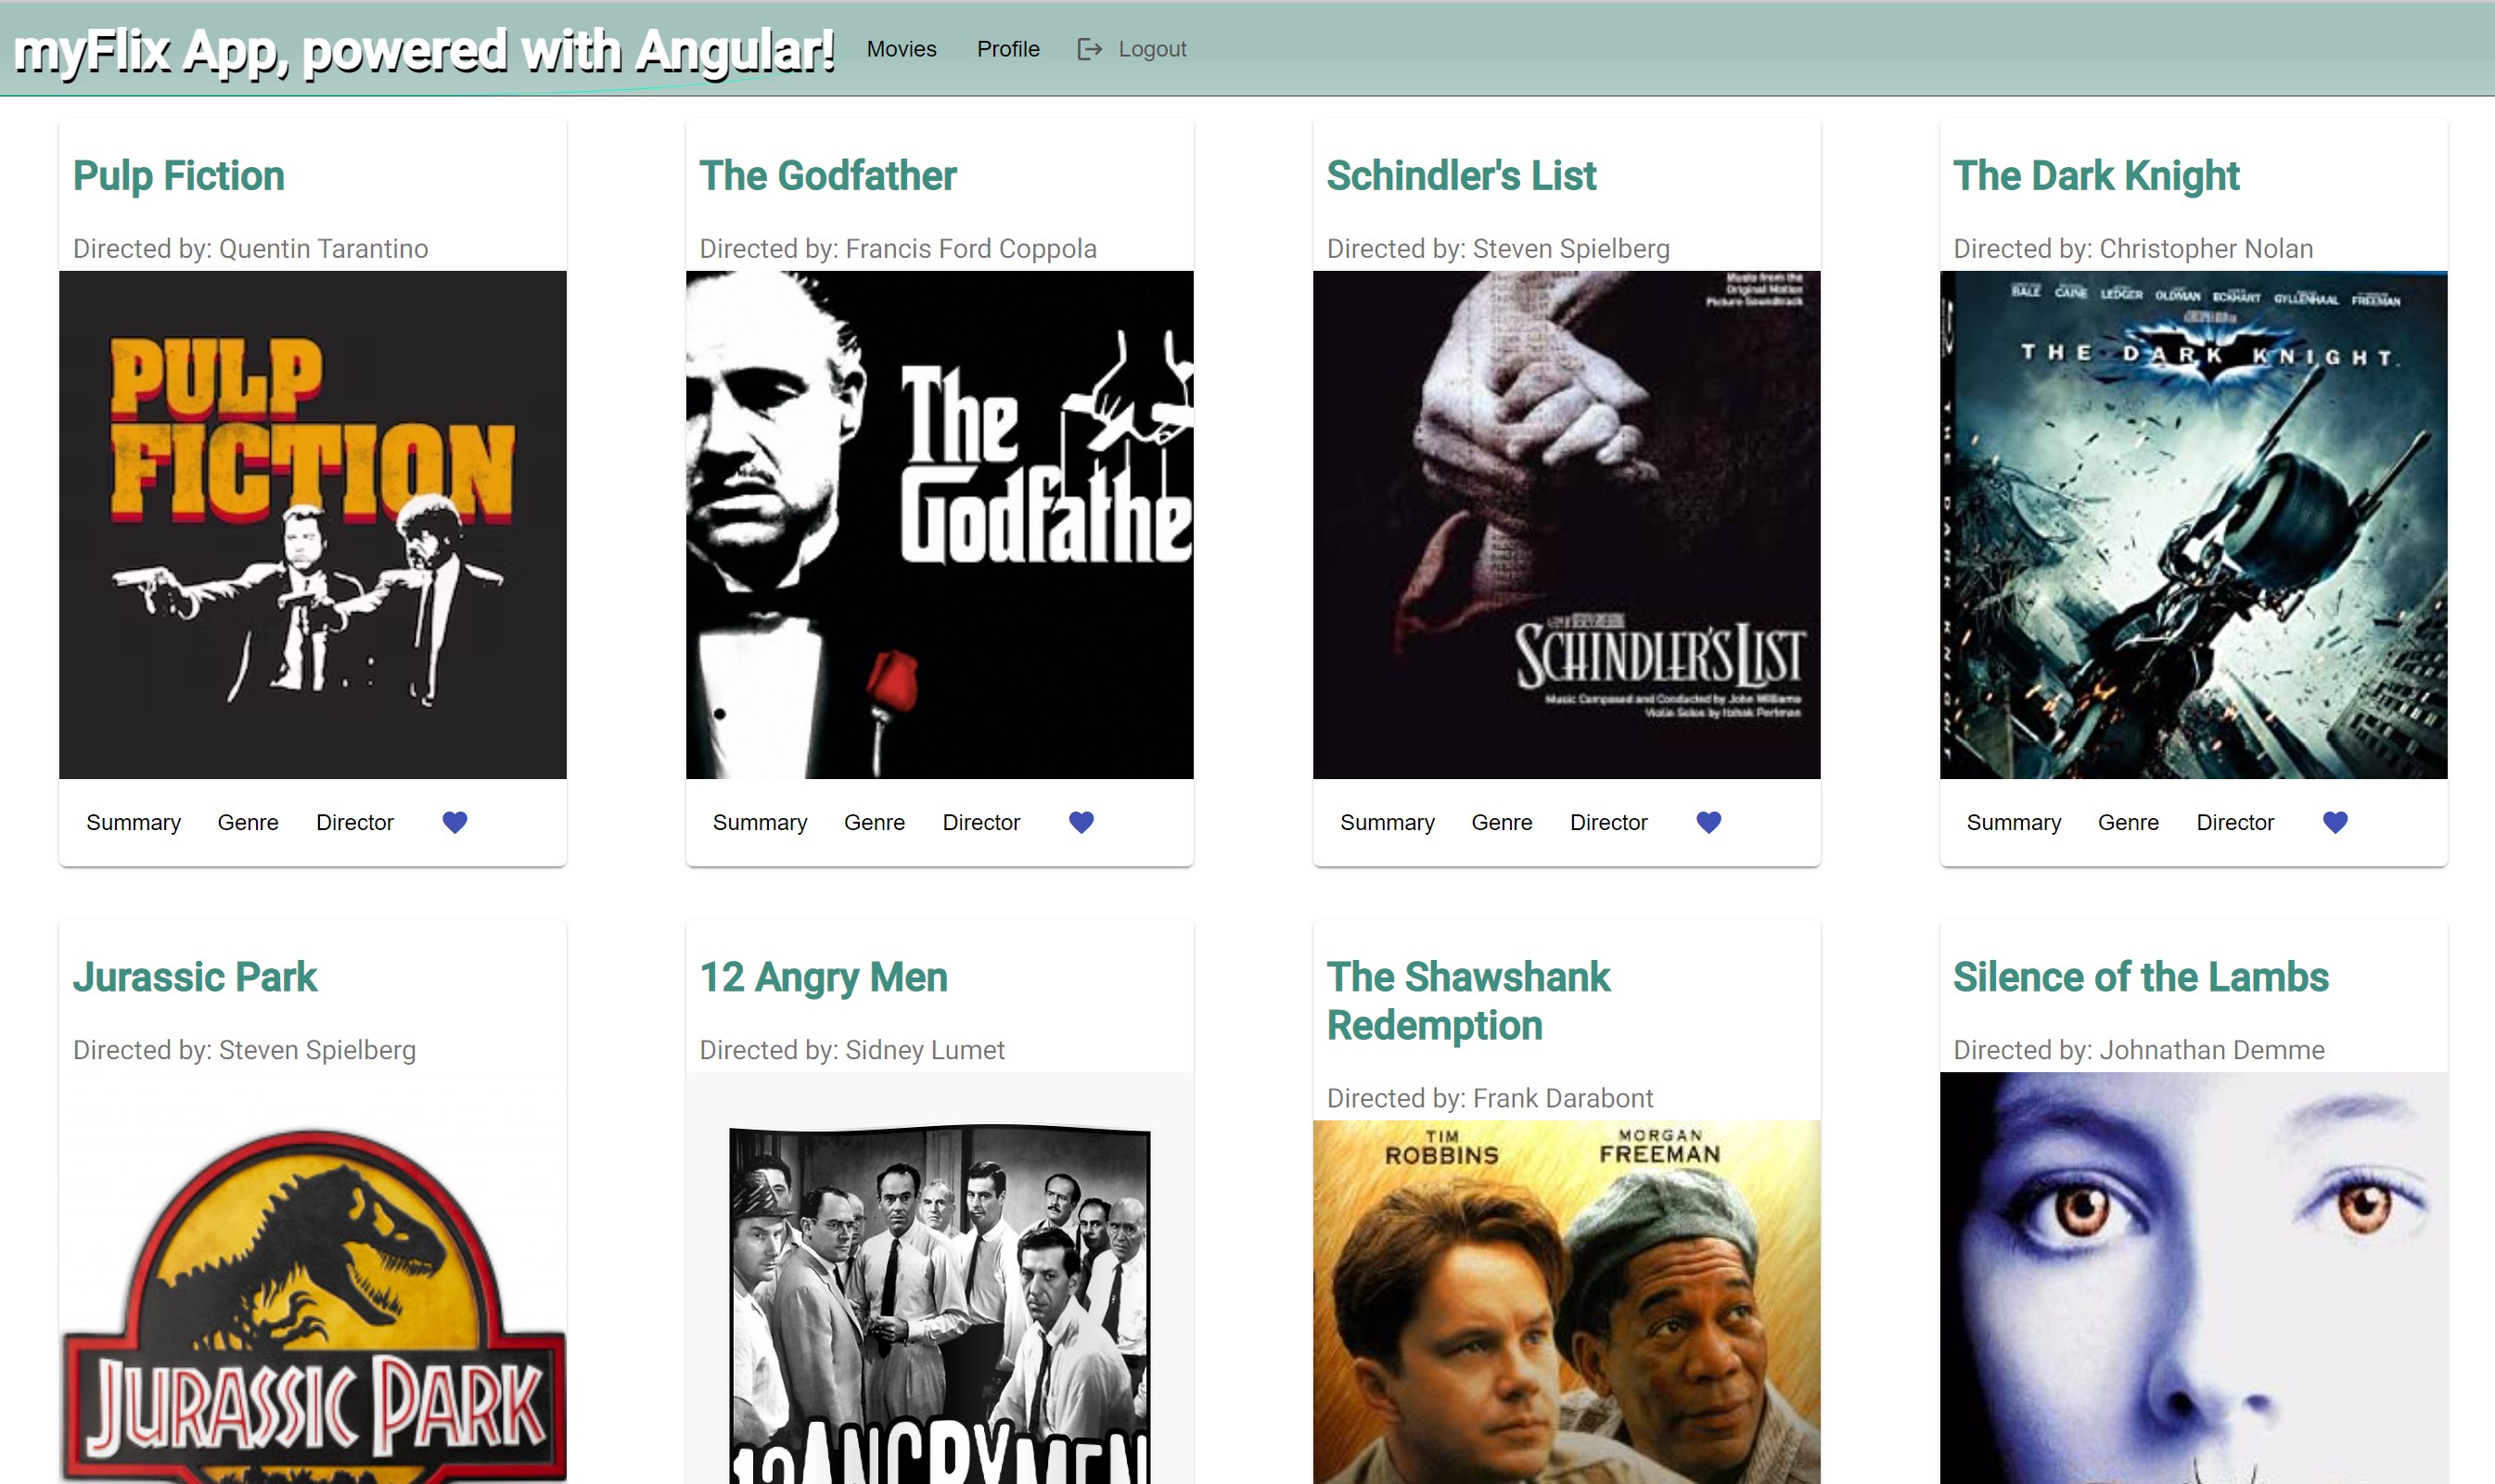 myFlix App, powered with Angular!
Movies
Profile
Logout
Pulp Fiction
Directed by: Quentin Tarantino
PULP
FICTION
Summary
Genre
Director
The Godfather
Directed by: Francis Ford Coppola
The
Godfathe
Summary
Genre
Director
Schindler's List
Directed by: Steven Spielberg
Music from the
Original Motion
Picture Soundtrack
SCHINDLER'S LIST
Music Composed and Conducted by John Williams
Violin Solos by Itzhak Perlman
Summary
Genre
Director
The Dark Knight
Directed by: Christopher Nolan
BALE CAINE LEDGER OLDMAN ECKHART GYLLENHAAL FREEMAN
THE DARK KNIGHT
THE DARK KNIGHT
Summary
Genre
Director
Jurassic Park
Directed by: Steven Spielberg
JURASSIC PARK
12 Angry Men
Directed by: Sidney Lumet
12 ANGRY MEN
The Shawshank
Redemption
Directed by: Frank Darabont
TIM
ROBBINS
MORGAN
FREEMAN
Silence of the Lambs
Directed by: Johnathan Demme